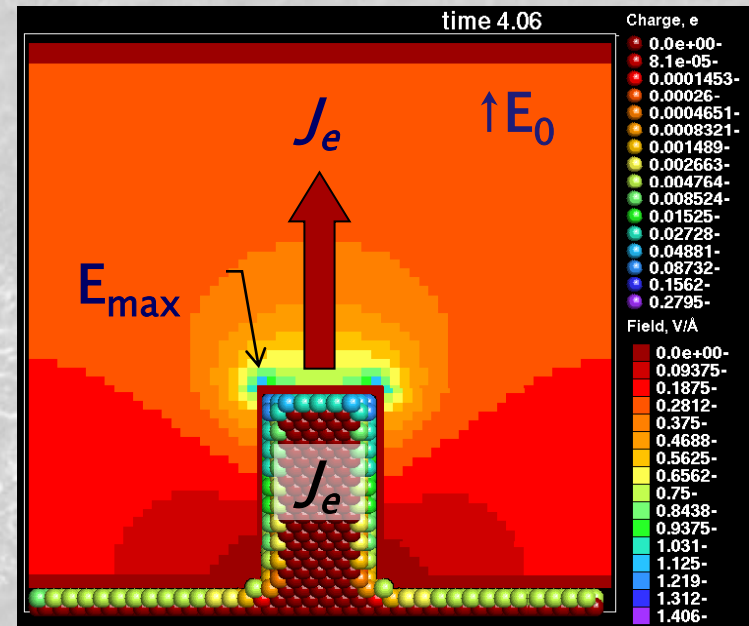 time 4.06
Charge, e
0.0e+00-
8.1e-05-
0.0001453-
0.00026-
0.0004651-
0.0008321-
0.001489-
0.002663-
0.004764-
0.008524-
0.01525-
0.02728-
0.04881-
0.08732-
0.1562-
0.2795-
Field, V/Å
0.0e+00-
0.09375-
0.1875-
0.2812-
0.375-
0.4688-
0.5625-
0.6562-
0.75-
0.8438-
0.9375-
1.031-
1.125-
1.219-
1.312-
1.406-
Je
↑E0
Emax
Je